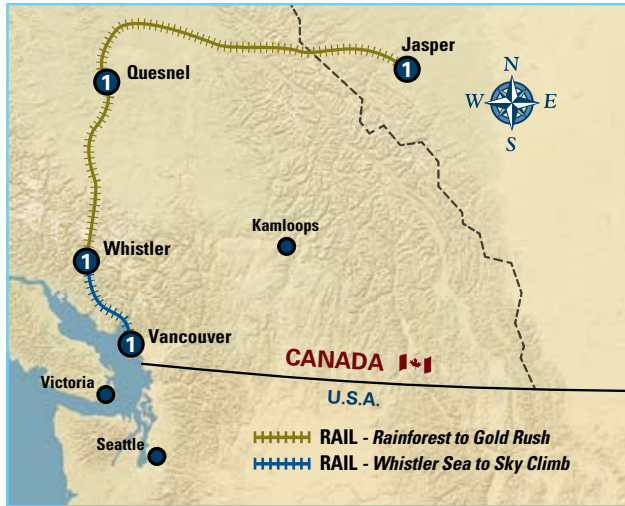 Jasper
1
Quesnel
1
N
W E
S
Kamloops
Whistler
1
Vancouver
1
CANADA
U.S.A.
Victoria
Seattle
RAIL - Rainforest to Gold Rush
RAIL - Whistler Sea to Sky Climb